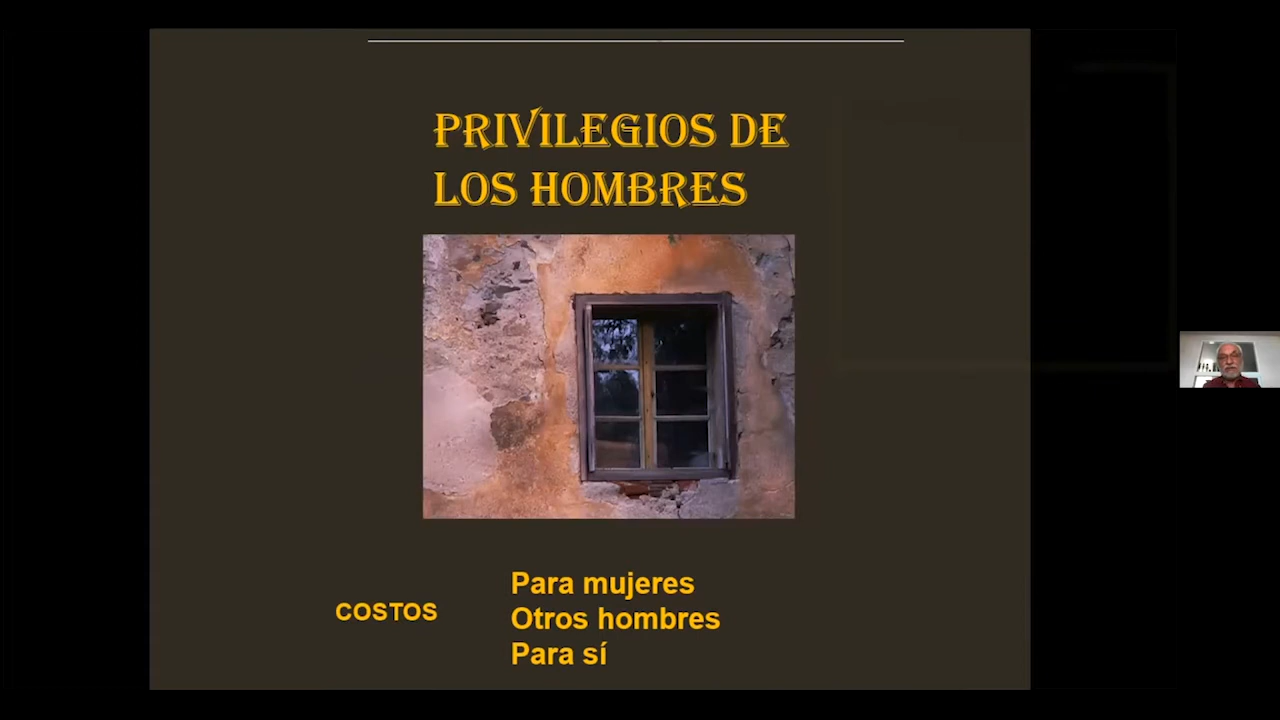 PRIVILEGIOS DE
LOS HOMBRES
COSTOS
Para mujeres
Otros hombres
Para sí